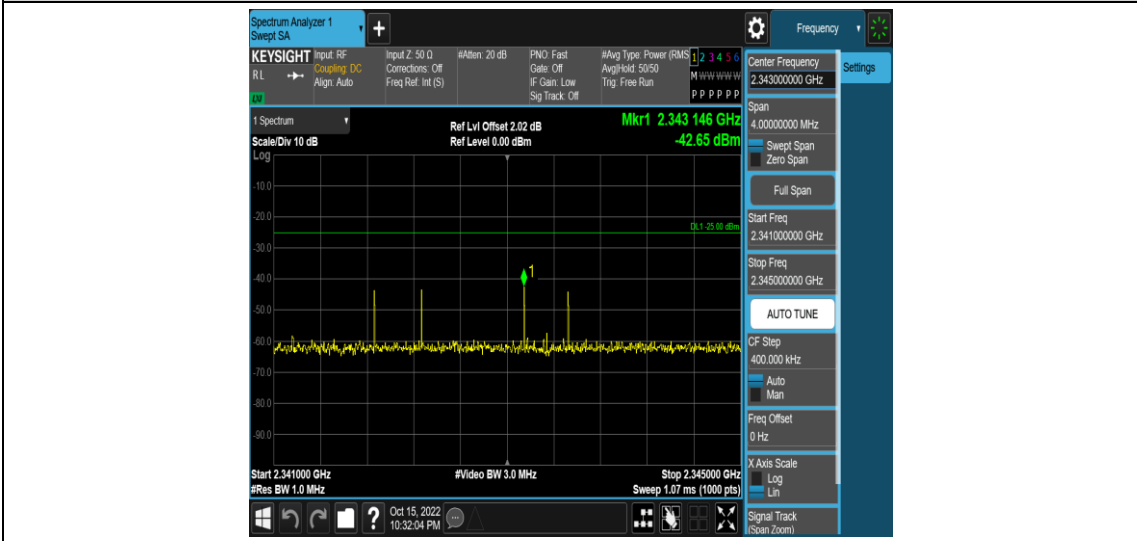 Spectrum Analyzer 1
Swept SA
+
Frequency
KEYSIGHT
RL
LXI
Input: RF
Coupling: DC
Align: Auto
Input Z: 50 Ω
Corrections: Off
Freq Ref: Int (S)
#Atten: 20 dB
PNO: Fast
Gate: Off
IF Gain: Low
Sig Track: Off
#Avg Type: Power (RMS
Avg|Hold: 50/50
Trig: Free Run
1 2 3 4 5 6
M W W W W W
P P P P P P
1 Spectrum
Scale/Div 10 dB
Log
Ref Lvl Offset 2.02 dB
Ref Level 0.00 dBm
Mkr1 2.343 146 GHz
-42.65 dBm
-10.0
-20.0
DL1 -25.00 dBm
-30.0
-40.0
1
-50.0
-60.0
-70.0
-80.0
-90.0
Start 2.341000 GHz
#Res BW 1.0 MHz
#Video BW 3.0 MHz
Stop 2.345000 GHz
Sweep 1.07 ms (1000 pts)
?
Oct 15, 2022
10:32:04 PM
Center Frequency
2.343000000 GHz
Settings
Span
4.00000000 MHz
Swept Span
Zero Span
Full Span
Start Freq
2.341000000 GHz
Stop Freq
2.345000000 GHz
AUTO TUNE
CF Step
400.000 kHz
Auto
Man
Freq Offset
0 Hz
X Axis Scale
Log
Lin
Signal Track
(Span Zoom)